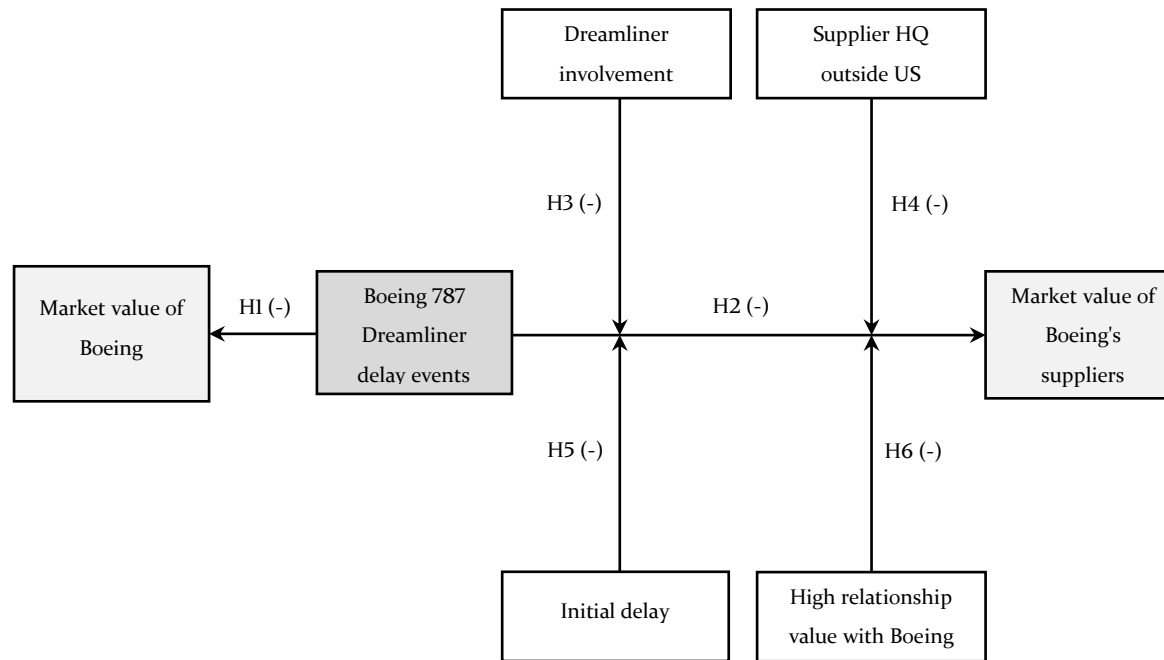 Dreamliner
involvement
Supplier HQ
outside US
H3 (-)
H4 (-)
Market value of
Boeing
H1 (-)
Boeing 787
Dreamliner
delay events
H2 (-)
Market value of
Boeing's
suppliers
H5 (-)
H6 (-)
Initial delay
High relationship
value with Boeing